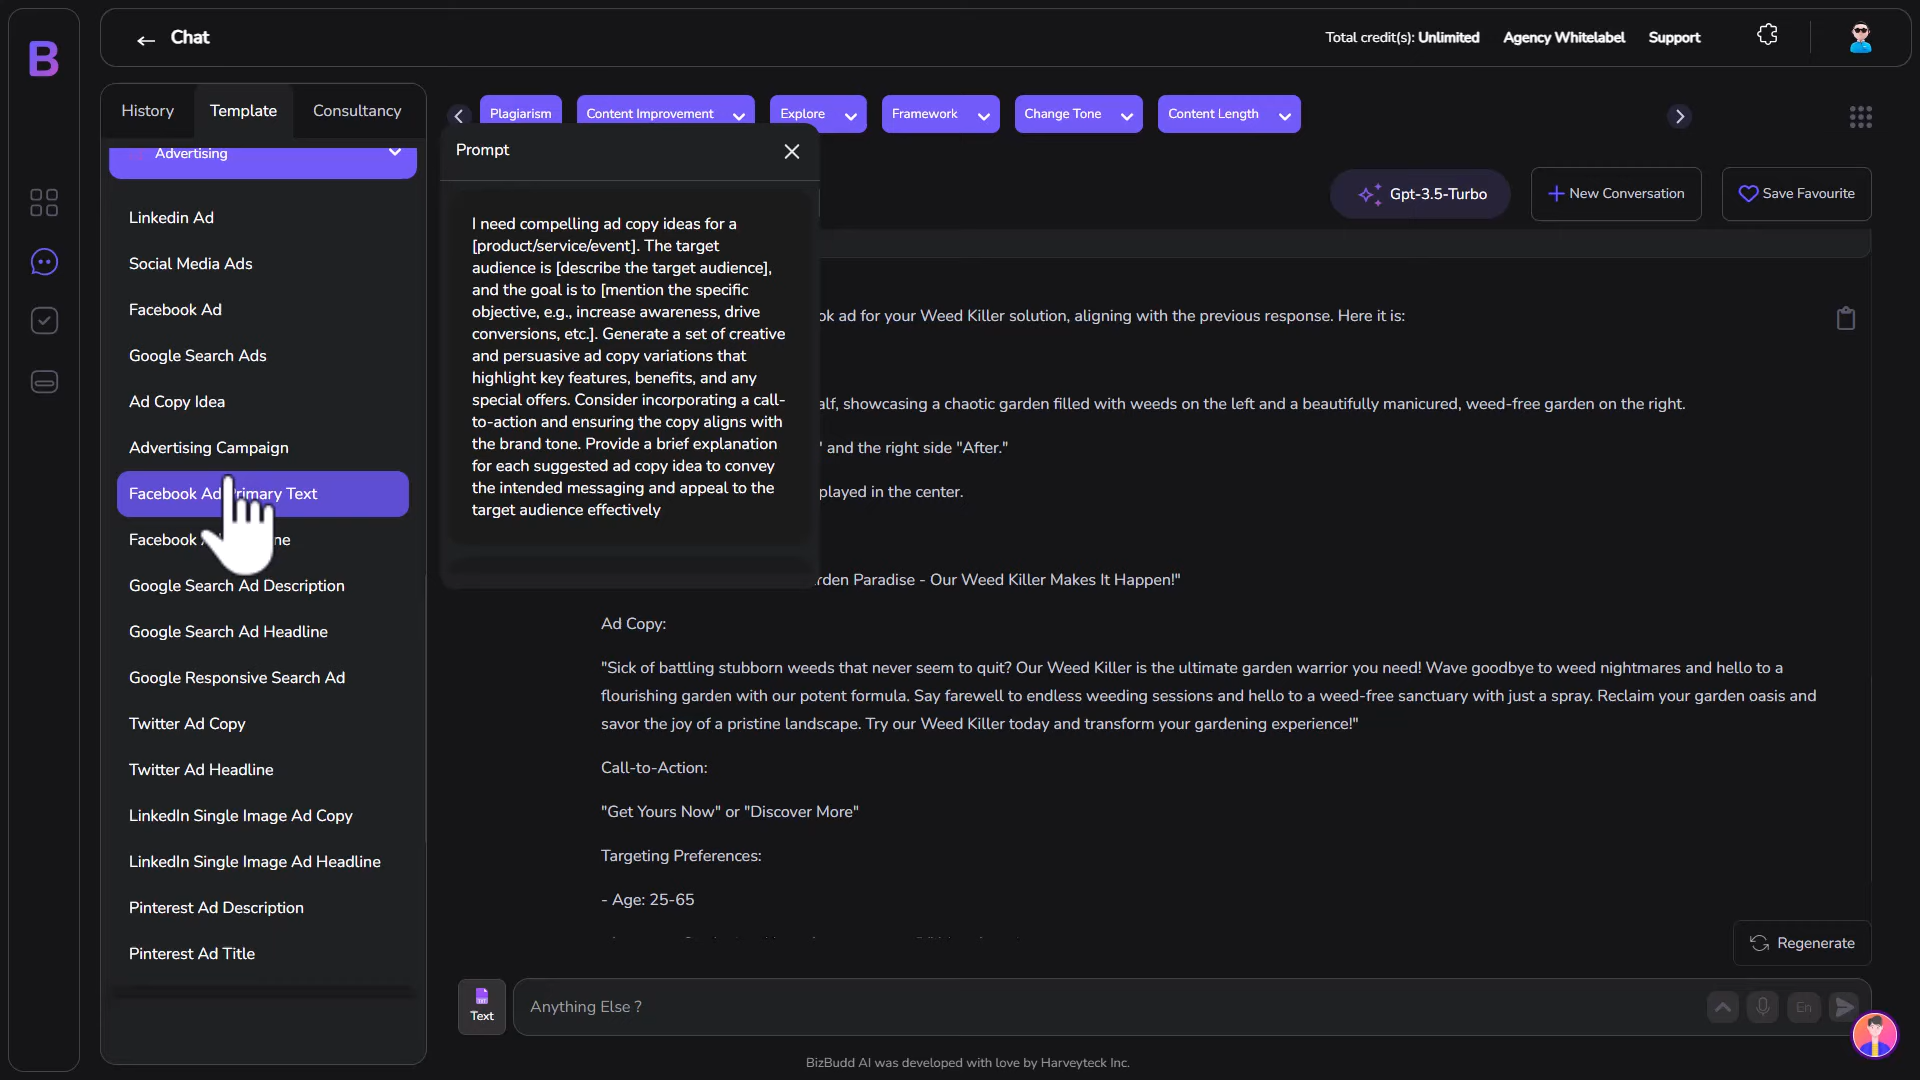 B
Chat
Total credit(s): Unlimited
Agency Whitelabel
Support
History
Template
Consultancy
Advertising
Linkedin Ad
Social Media Ads
Facebook Ad
Google Search Ads
Ad Copy Idea
Advertising Campaign
Facebook Ad Primary Text
Facebook
Google Search Ad Description
Google Search Ad Headline
Google Responsive Search Ad
Twitter Ad Copy
Twitter Ad Headline
LinkedIn Single Image Ad Copy
LinkedIn Single Image Ad Headline
Pinterest Ad Description
Pinterest Ad Title
Plagiarism
Content Improvement
Explore
Framework
Change Tone
Content Length
Prompt
I need compelling ad copy ideas for a
[product/service/event]. The target
audience is [describe the target audience],
and the goal is to [mention the specific
objective, e.g., increase awareness, drive
conversions, etc.]. Generate a set of creative
and persuasive ad copy variations that
highlight key features, benefits, and any
special offers. Consider incorporating a call-
to-action and ensuring the copy aligns with
the brand tone. Provide a brief explanation
for each suggested ad copy idea to convey
the intended messaging and appeal to the
target audience effectively
Gpt-3.5-Turbo
New Conversation
Save Favourite
ok ad for your Weed Killer solution, aligning with the previous response. Here it is:
alf, showcasing a chaotic garden filled with weeds on the left and a beautifully manicured, weed-free garden on the right.
" and the right side "After."
played in the center.
rden Paradise - Our Weed Killer Makes It Happen!"
Ad Copy:
"Sick of battling stubborn weeds that never seem to quit? Our Weed Killer is the ultimate garden warrior you need! Wave goodbye to weed nightmares and hello to a
flourishing garden with our potent formula. Say farewell to endless weeding sessions and hello to a weed-free sanctuary with just a spray. Reclaim your garden oasis and
savor the joy of a pristine landscape. Try our Weed Killer today and transform your gardening experience!"
Call-to-Action:
"Get Yours Now" or "Discover More"
Targeting Preferences:
- Age: 25-65
Regenerate
Text
Anything Else ?
En
BizBudd AI was developed with love by Harveyteck Inc.